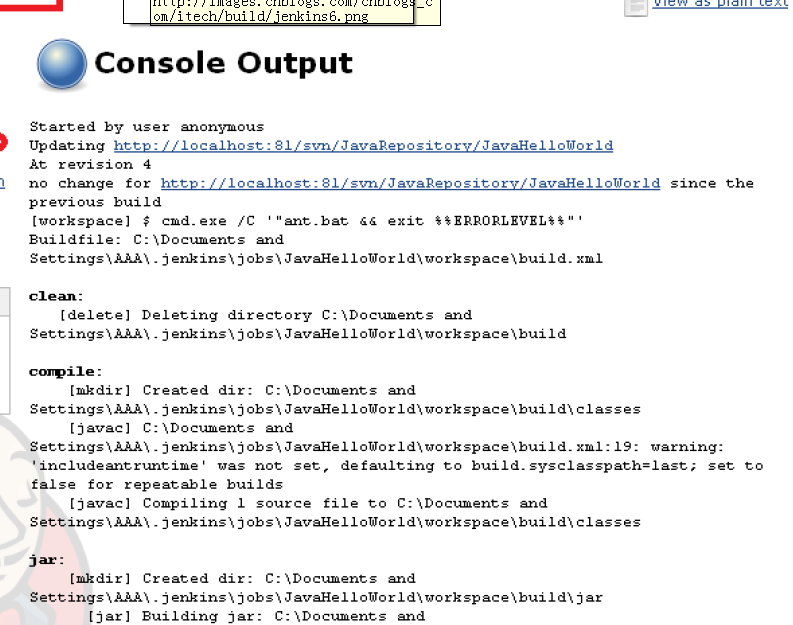 http://images.cnblogs.com/cnblogs_c
om/itech/build/jenkins6.png
View as plain text
Console Output
Started by user anonymous
Updating http://localhost:81/svn/JavaRepository/JavaHelloWorld
At revision 4
no change for http://localhost:81/svn/JavaRepository/JavaHelloWorld since the
previous build
[workspace] $ cmd.exe /C '"ant.bat && exit %%ERRORLEVEL%%"'
Buildfile: C:\Documents and
Settings\AAA\.jenkins\jobs\JavaHelloWorld\workspace\build.xml
clean:
[delete] Deleting directory C:\Documents and
Settings\AAA\.jenkins\jobs\JavaHelloWorld\workspace\build
compile:
[mkdir] Created dir: C:\Documents and
Settings\AAA\.jenkins\jobs\JavaHelloWorld\workspace\build\classes
[javac] C:\Documents and
Settings\AAA\.jenkins\jobs\JavaHelloWorld\workspace\build.xml:19: warning:
'includeantruntime' was not set, defaulting to build.sysclasspath=last; set to
false for repeatable builds
[javac] Compiling 1 source file to C:\Documents and
Settings\AAA\.jenkins\jobs\JavaHelloWorld\workspace\build\classes
jar:
[mkdir] Created dir: C:\Documents and
Settings\AAA\.jenkins\jobs\JavaHelloWorld\workspace\build\jar
[jar] Building jar: C:\Documents and